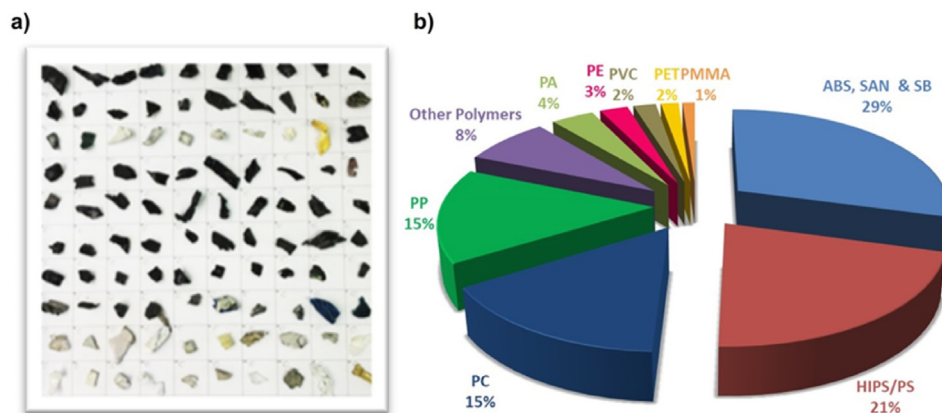 a)
b)
PE
3%
PVC
2%
PET
2%
PMMA
1%
PA
4%
Other Polymers
8%
ABS, SAN & SB
29%
PP
15%
PC
15%
HIPS/PS
21%